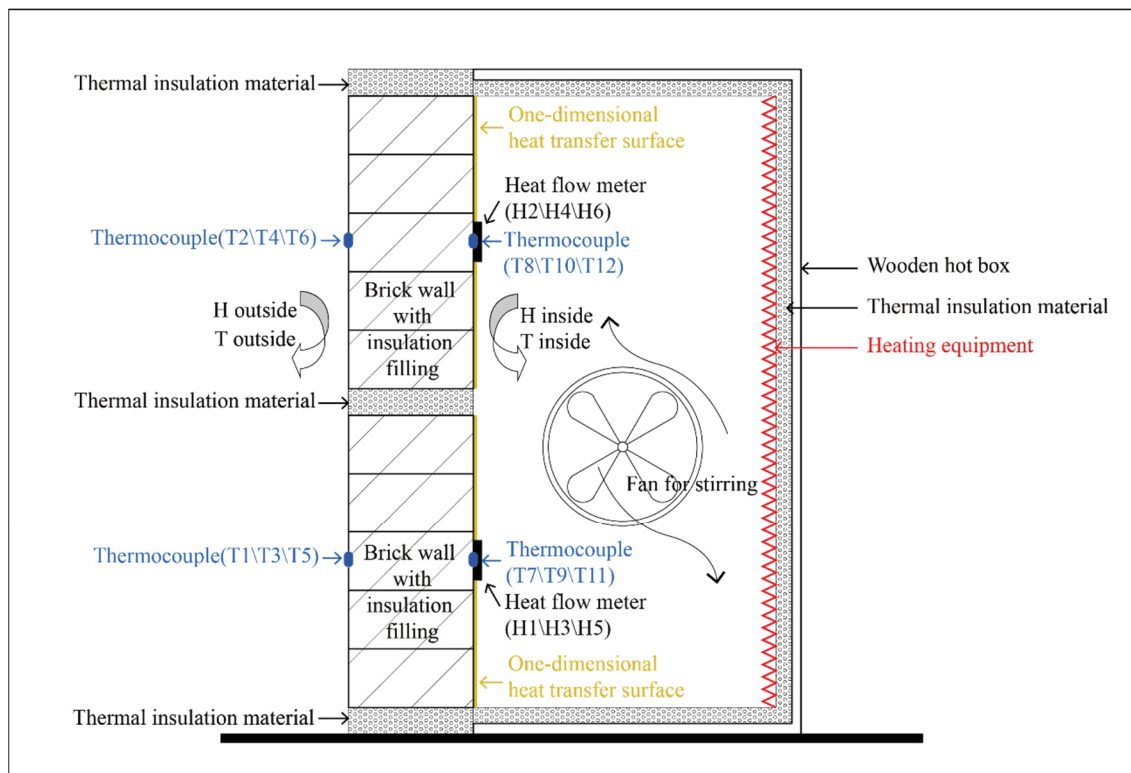 Thermal insulation material
One-dimensional
heat transfer surface
Heat flow meter
(H2\H4\H6)
Thermocouple(T2\T4\T6)
Thermocouple
(T8\T10\T12)
Wooden hot box
H outside
T outside
Brick wall
with
insulation
filling
H inside
T inside
Thermal insulation material
Heating equipment
Thermal insulation material
Fan for stirring
Thermocouple(T1\T3\T5)
Brick wall
with
insulation
filling
Thermocouple
(T7\T9\T11)
Heat flow meter
(H1\H3\H5)
One-dimensional
heat transfer surface
Thermal insulation material